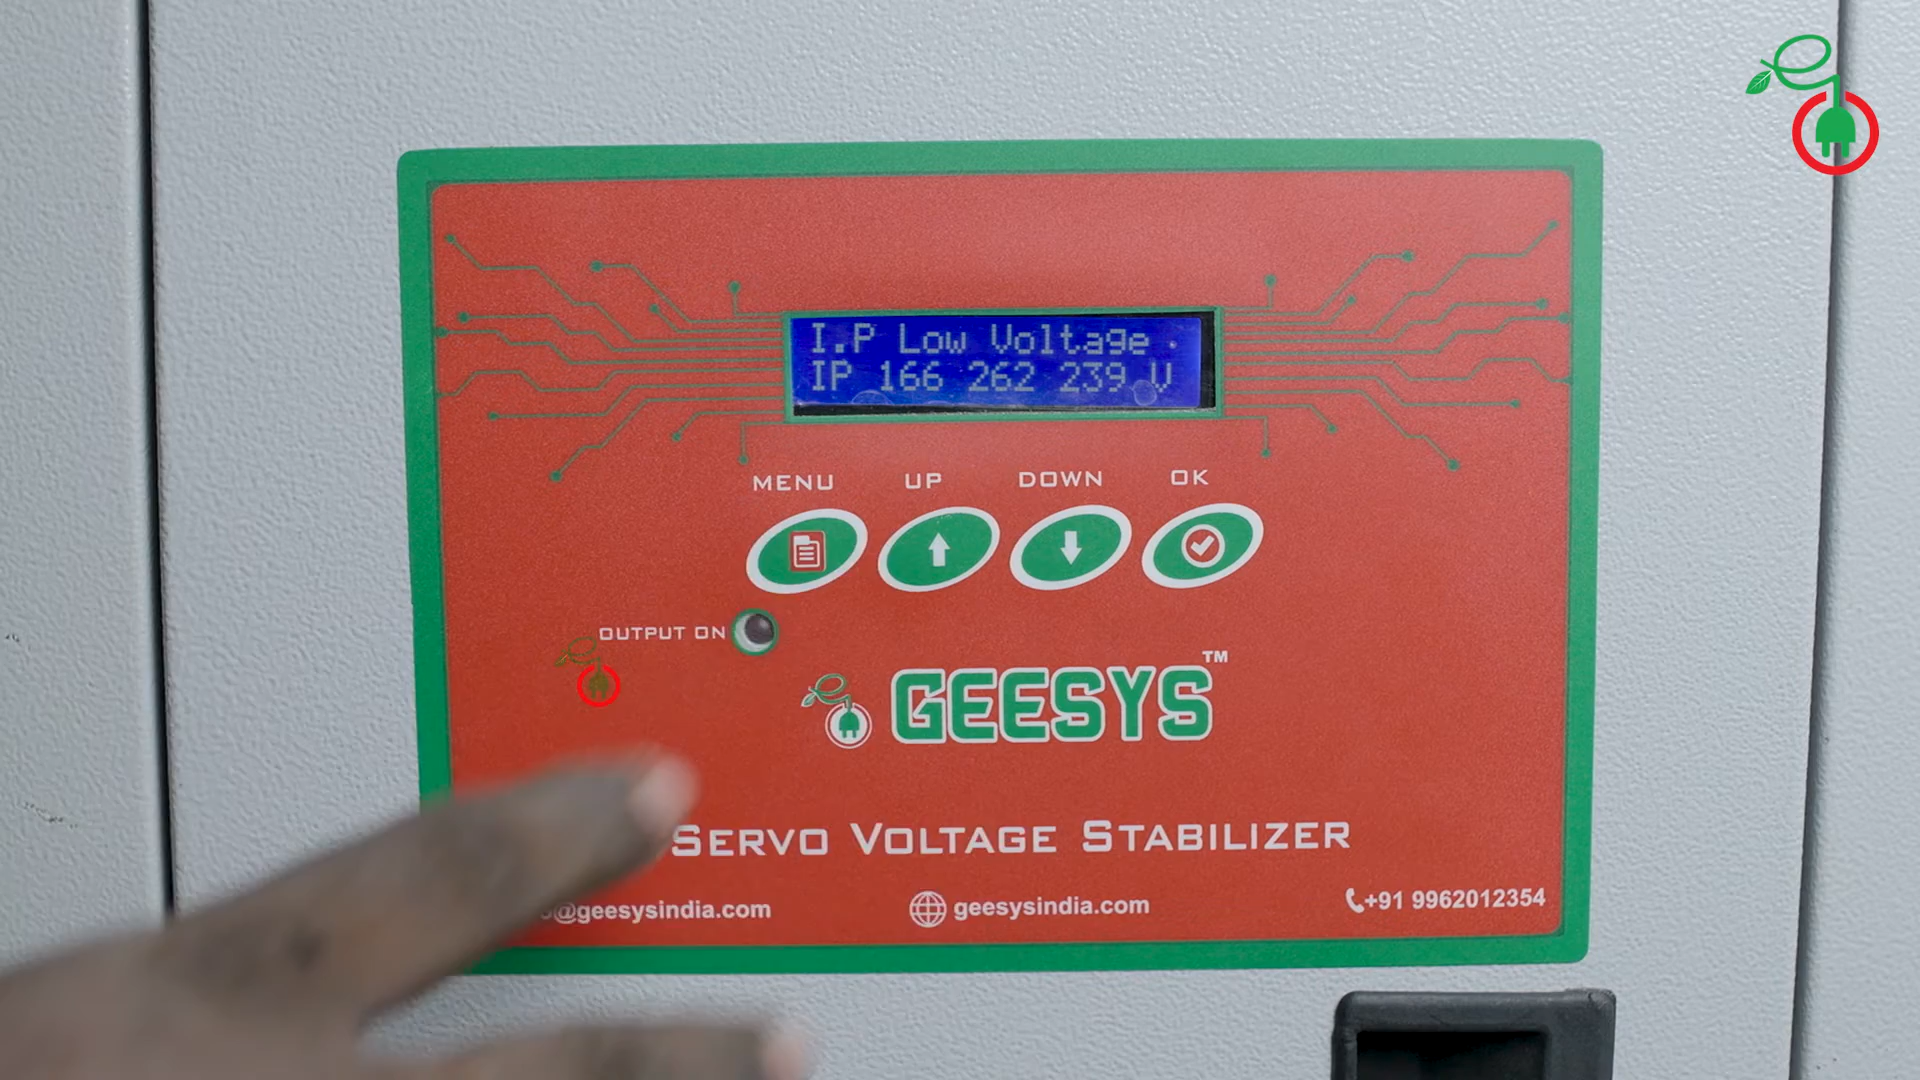 I.P Low Voltage
IP 166 262 239 V
MENU UP DOWN OK
OUTPUT ON
GEESYS™
SERVO VOLTAGE STABILIZER
@geesysindia.com geesysindia.com +91 9962012354